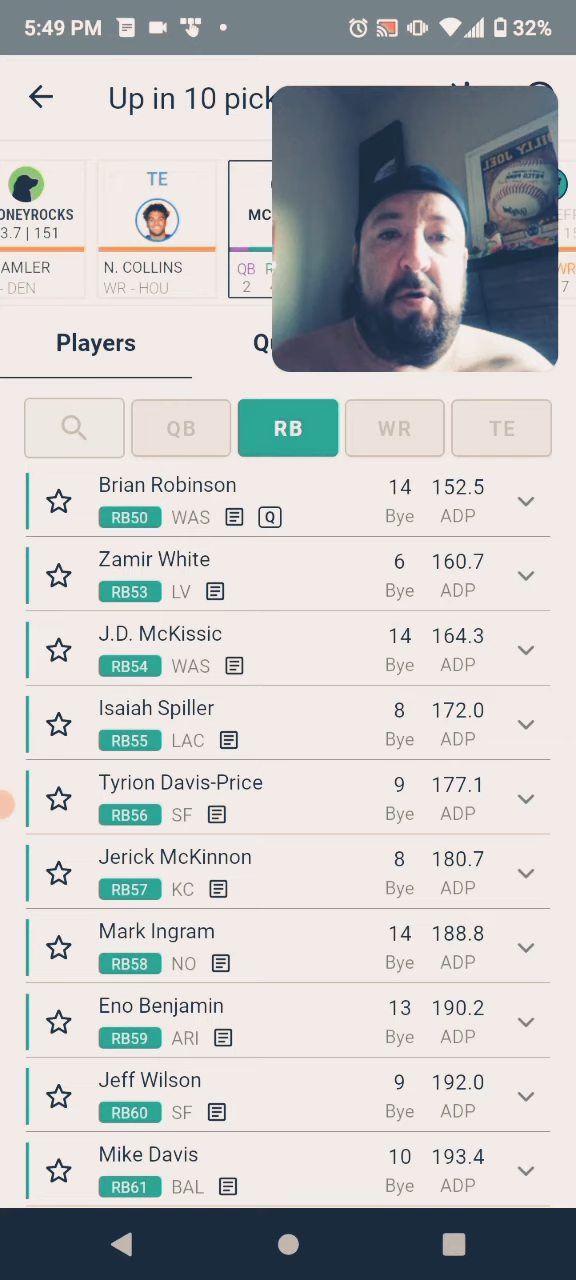 5:49 PM
32%
Up in 10 pick
TE
ONEYROCKS
MC
3.7 | 151
AMLER
- DEN
N. COLLINS
WR - HOU
QB
2
WR
7
Players
QB
RB
WR
TE
Brian Robinson
14
152.5
RB50
WAS
Q
Bye
ADP
Zamir White
6
160.7
RB53
LV
Bye
ADP
J.D. McKissic
14
164.3
RB54
WAS
Bye
ADP
Isaiah Spiller
8
172.0
RB55
LAC
Bye
ADP
Tyrion Davis-Price
9
177.1
RB56
SF
Bye
ADP
Jerick McKinnon
8
180.7
RB57
KC
Bye
ADP
Mark Ingram
14
188.8
RB58
NO
Bye
ADP
Eno Benjamin
13
190.2
RB59
ARI
Bye
ADP
Jeff Wilson
9
192.0
RB60
SF
Bye
ADP
Mike Davis
10
193.4
RB61
BAL
Bye
ADP